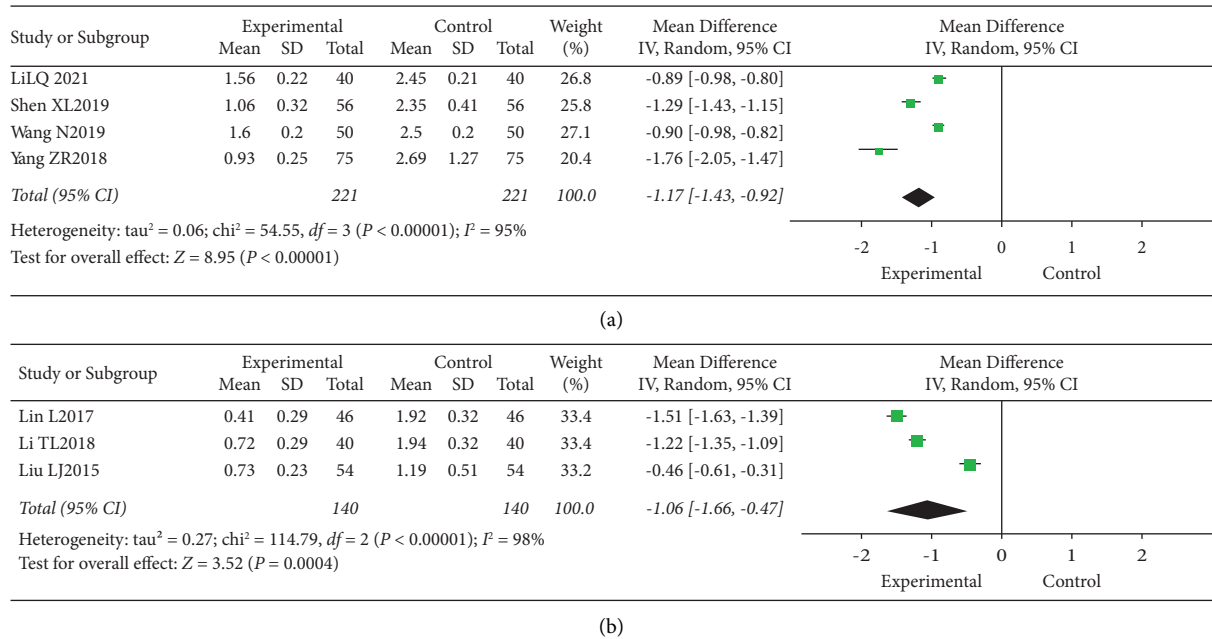 Study or Subgroup Experimental Control Weight (%) Mean Difference IV, Random, 95% CI Mean Difference IV, Random, 95% CI
Mean SD Total Mean SD Total
LiLQ 2021 1.56 0.22 40 2.45 0.21 40 26.8 -0.89 [-0.98, -0.80]
Shen XL2019 1.06 0.32 56 2.35 0.41 56 25.8 -1.29 [-1.43, -1.15]
Wang N2019 1.6 0.2 50 2.5 0.2 50 27.1 -0.90 [-0.98, -0.82]
Yang ZR2018 0.93 0.25 75 2.69 1.27 75 20.4 -1.76 [-2.05, -1.47]
Total (95% CI) 221 221 100.0 -1.17 [-1.43, -0.92]
Heterogeneity: tau² = 0.06; chi² = 54.55, df = 3 (P < 0.00001); I² = 95%
Test for overall effect: Z = 8.95 (P < 0.00001)
-2 -1 0 1 2
Experimental Control
(a)
Study or Subgroup Experimental Control Weight (%) Mean Difference IV, Random, 95% CI Mean Difference IV, Random, 95% CI
Mean SD Total Mean SD Total
Lin L2017 0.41 0.29 46 1.92 0.32 46 33.4 -1.51 [-1.63, -1.39]
Li TL2018 0.72 0.29 40 1.94 0.32 40 33.4 -1.22 [-1.35, -1.09]
Liu LJ2015 0.73 0.23 54 1.19 0.51 54 33.2 -0.46 [-0.61, -0.31]
Total (95% CI) 140 140 100.0 -1.06 [-1.66, -0.47]
Heterogeneity: tau² = 0.27; chi² = 114.79, df = 2 (P < 0.00001); I² = 98%
Test for overall effect: Z = 3.52 (P = 0.0004)
-2 -1 0 1 2
Experimental Control
(b)